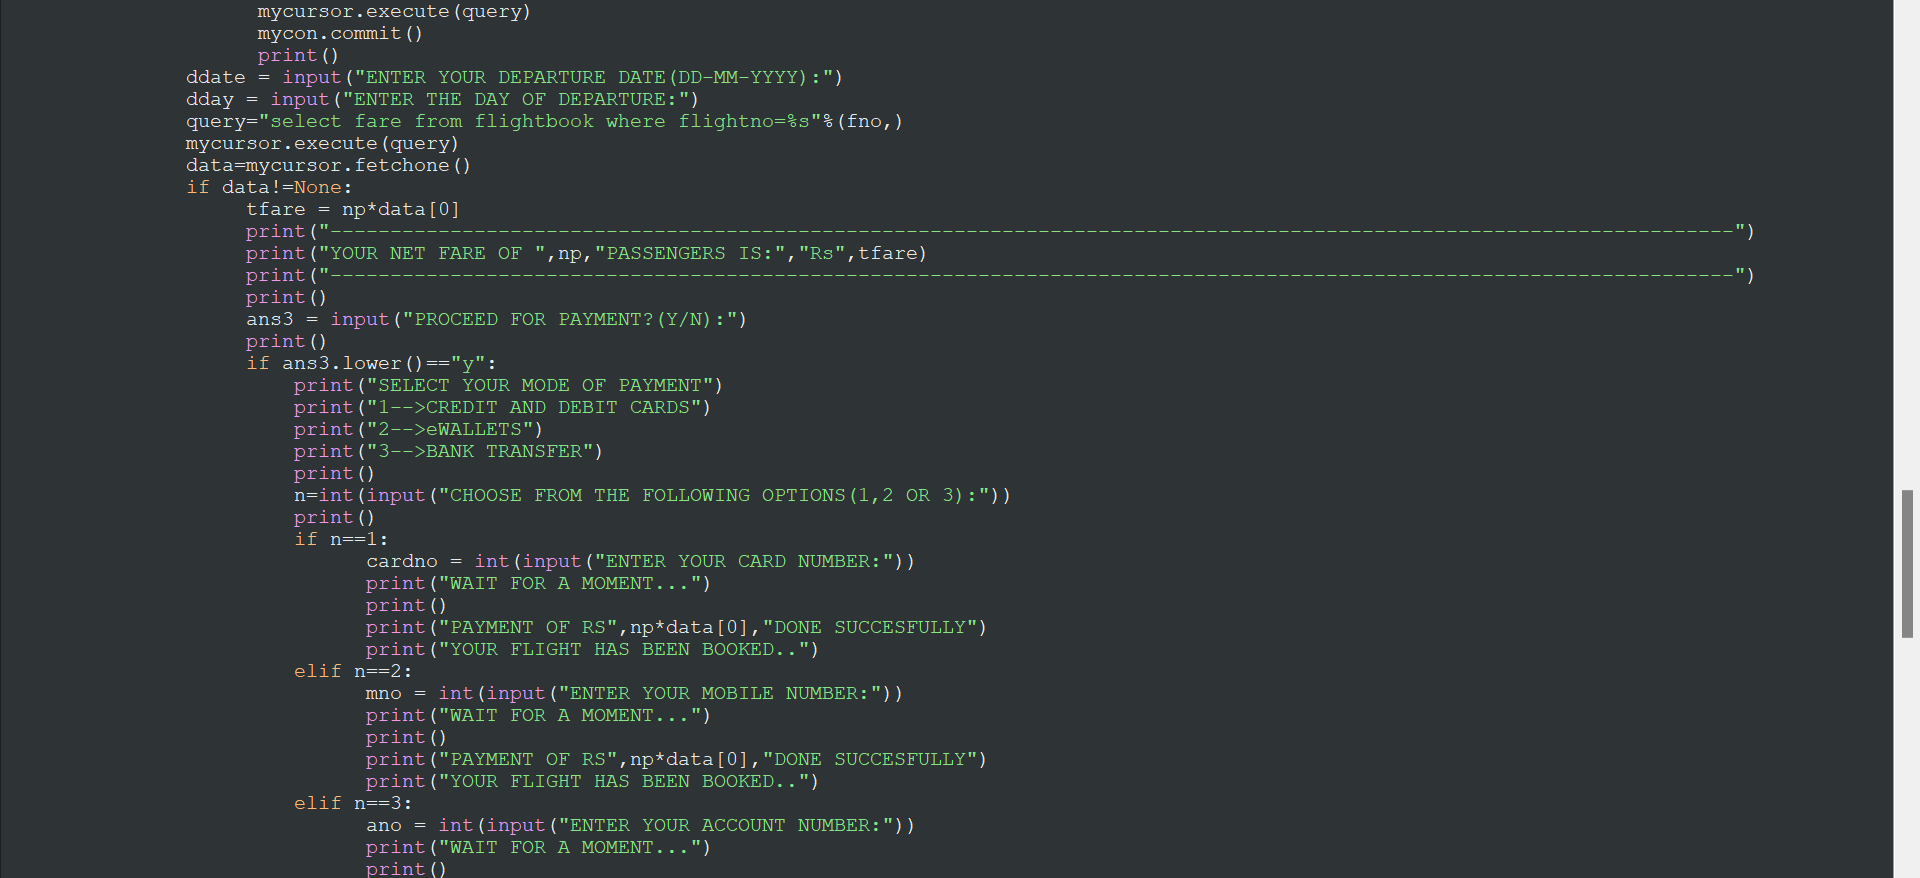 mycursor.execute(query)
mycon.commit()
print()
ddate = input("ENTER YOUR DEPARTURE DATE(DD-MM-YYYY):")
dday = input("ENTER THE DAY OF DEPARTURE:")
query="select fare from flightbook where flightno=%s"%(fno,)
mycursor.execute(query)
data=mycursor.fetchone()
if data!=None:
tfare = np*data[0]
print("---------------------------------------------------------------------------------------------------------------------")
print("YOUR NET FARE OF ",np,"PASSENGERS IS:","Rs",tfare)
print("---------------------------------------------------------------------------------------------------------------------")
print()
ans3 = input("PROCEED FOR PAYMENT?(Y/N):")
print()
if ans3.lower()=="y":
print("SELECT YOUR MODE OF PAYMENT")
print("1-->CREDIT AND DEBIT CARDS")
print("2-->eWALLETS")
print("3-->BANK TRANSFER")
print()
n=int(input("CHOOSE FROM THE FOLLOWING OPTIONS(1,2 OR 3):"))
print()
if n==1:
cardno = int(input("ENTER YOUR CARD NUMBER:"))
print("WAIT FOR A MOMENT...")
print()
print("PAYMENT OF RS",np*data[0],"DONE SUCCESFULLY")
print("YOUR FLIGHT HAS BEEN BOOKED..")
elif n==2:
mno = int(input("ENTER YOUR MOBILE NUMBER:"))
print("WAIT FOR A MOMENT...")
print()
print("PAYMENT OF RS",np*data[0],"DONE SUCCESFULLY")
print("YOUR FLIGHT HAS BEEN BOOKED..")
elif n==3:
ano = int(input("ENTER YOUR ACCOUNT NUMBER:"))
print("WAIT FOR A MOMENT...")
print()